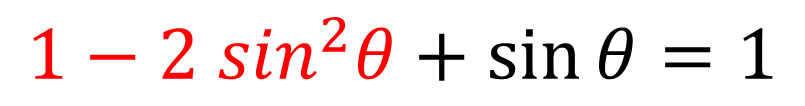 1 − 2 sin²θ + sin θ = 1